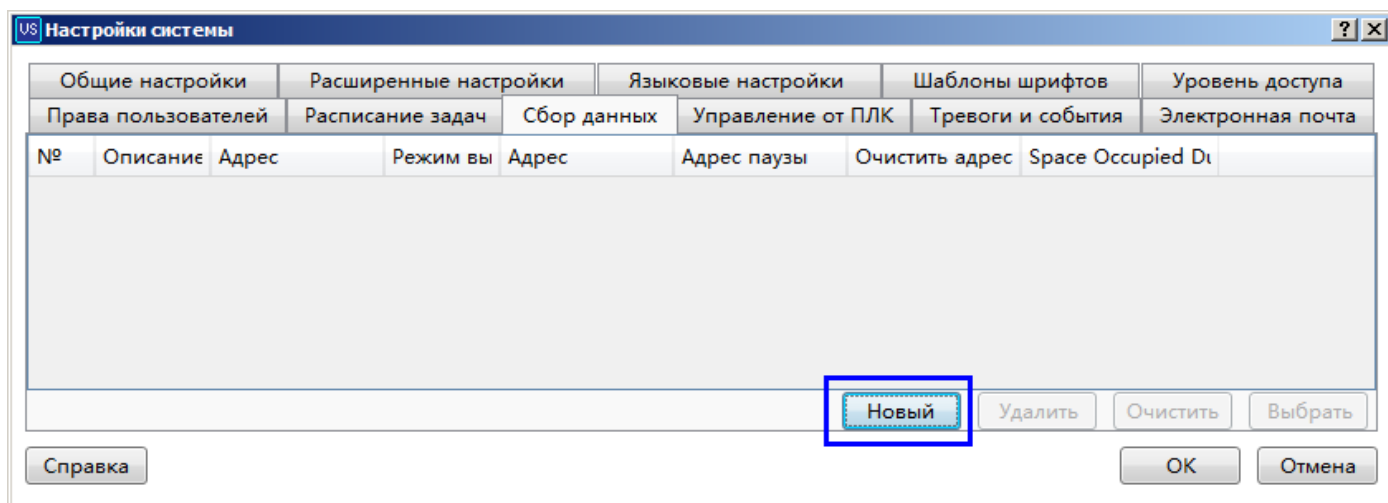 US Настройки системы ? X
Общие настройки Расширенные настройки Языковые настройки Шаблоны шрифтов Уровень доступа
Права пользователей Расписание задач Сбор данных Управление от ПЛК Тревоги и события Электронная почта
№ Описание Адрес Режим вы Адрес Адрес паузы Очистить адрес Space Occupied Du
Новый Удалить Очистить Выбрать
Справка OK Отмена